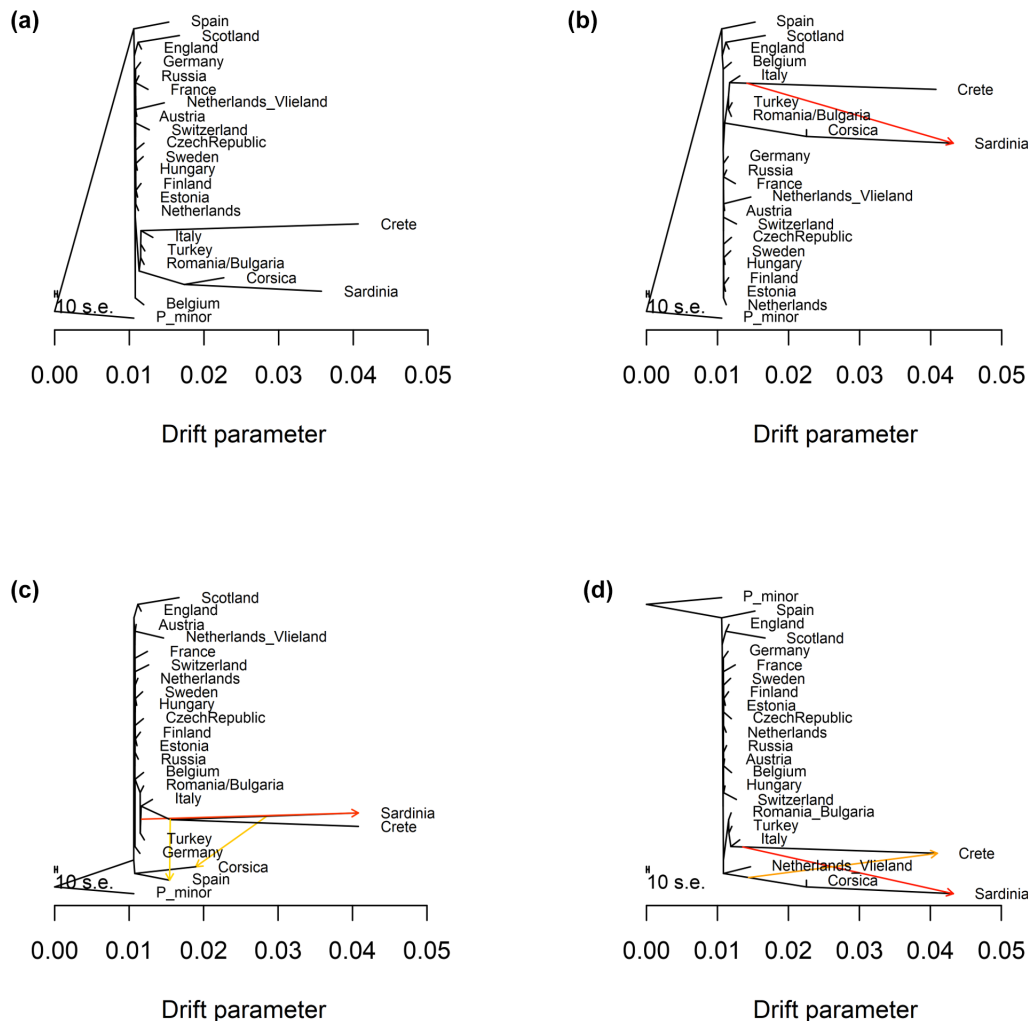 (a)
Spain
Scotland
England
Germany
Russia
France
Netherlands_Vlieland
Austria
Switzerland
CzechRepublic
Sweden
Hungary
Finland
Estonia
Netherlands
Crete
Italy
Turkey
Romania/Bulgaria
Corsica
Sardinia
Belgium
10 s.e.
P_minor
0.00 0.01 0.02 0.03 0.04 0.05
Drift parameter
(b)
Spain
Scotland
England
Belgium
Italy
Crete
Turkey
Romania/Bulgaria
Corsica
Sardinia
Germany
Russia
France
Netherlands_Vlieland
Austria
Switzerland
CzechRepublic
Sweden
Hungary
Finland
Estonia
Netherlands
10 s.e.
P_minor
0.00 0.01 0.02 0.03 0.04 0.05
Drift parameter
(c)
Scotland
England
Austria
Netherlands_Vlieland
France
Switzerland
Netherlands
Sweden
Hungary
CzechRepublic
Finland
Estonia
Russia
Belgium
Romania/Bulgaria
Italy
Sardinia
Crete
Turkey
Germany
Corsica
10 s.e.
Spain
P_minor
0.00 0.01 0.02 0.03 0.04 0.05
Drift parameter
(d)
P_minor
Spain
England
Scotland
Germany
France
Sweden
Finland
Estonia
CzechRepublic
Netherlands
Russia
Austria
Belgium
Hungary
Switzerland
Romania_Bulgaria
Turkey
Italy
Crete
Netherlands_Vlieland
Corsica
10 s.e.
Sardinia
0.00 0.01 0.02 0.03 0.04 0.05
Drift parameter